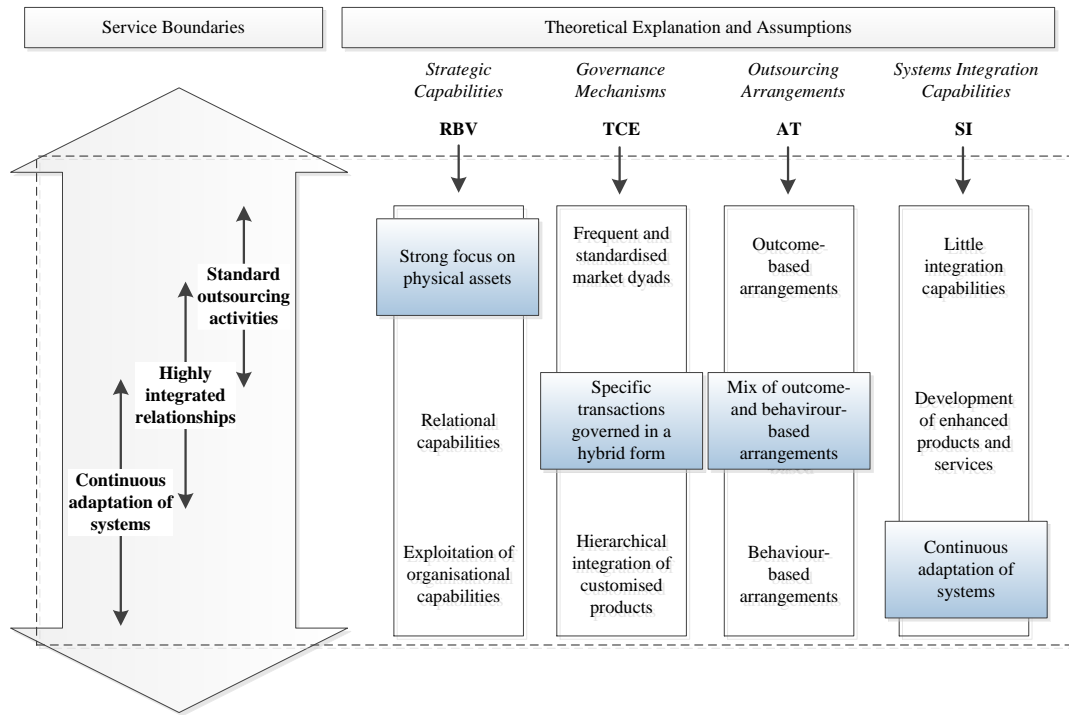 Service Boundaries
Theoretical Explanation and Assumptions
Strategic
Capabilities
Governance
Mechanisms
Outsourcing
Arrangements
Systems Integration
Capabilities
RBV
TCE
AT
SI
Standard
outsourcing
activities
Highly
integrated
relationships
Continuous
adaptation of
systems
Strong focus on
physical assets
Relational
capabilities
Exploitation of
organisational
capabilities
Frequent and
standardised
market dyads
Specific
transactions
governed in a
hybrid form
Hierarchical
integration of
customised
products
Outcome-
based
arrangements
Mix of outcome-
and behavirour-
based
arrangements
Behaviour-
based
arrangements
Little
integration
capabilities
Development
of enhanced
products and
services
Continuous
adaptation of
systems